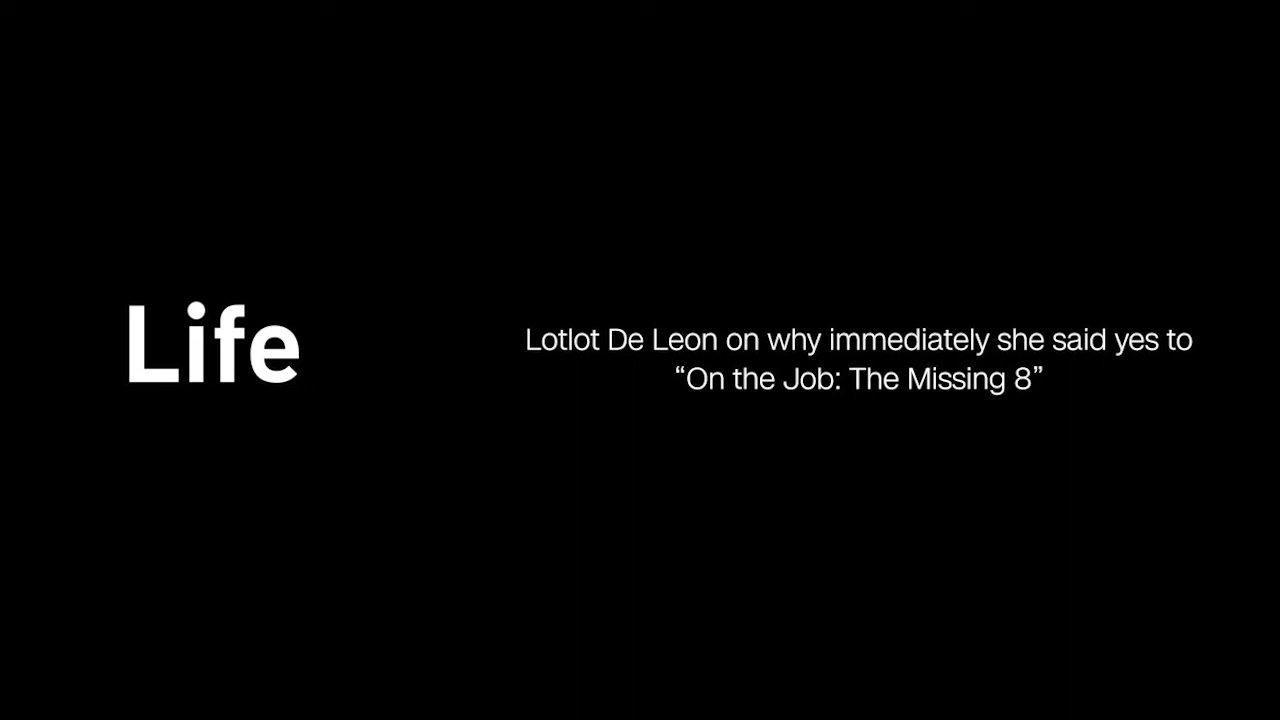 Life
Lotlot De Leon on why immediately she said yes to
“On the Job: The Missing 8”